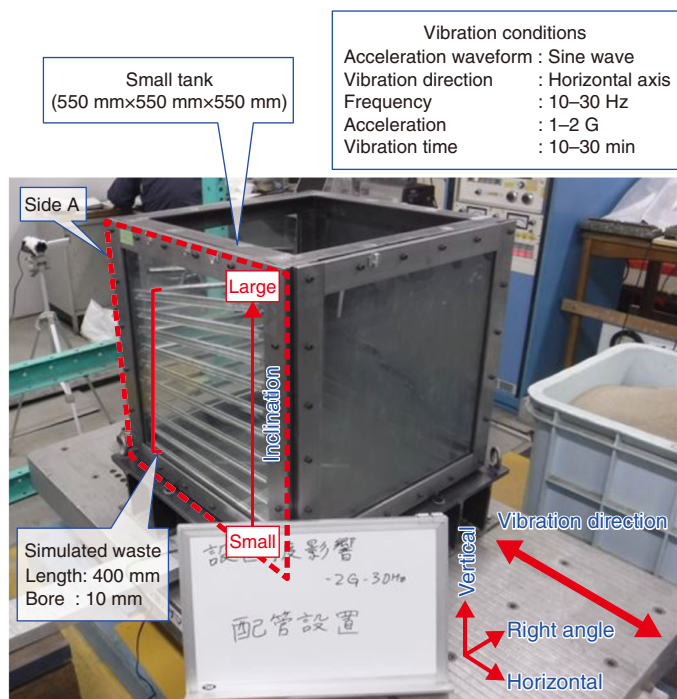 Vibration conditions
Acceleration waveform : Sine wave
Vibration direction : Horizontal axis
Frequency : 10–30 Hz
Acceleration : 1–2 G
Vibration time : 10–30 min
Small tank
(550 mm×550 mm×550 mm)
Side A
Large
Inclination
Small
Simulated waste
Length: 400 mm
Bore : 10 mm
影響
-2G-30Hz
配管設置
Vibration direction
Vertical
Right angle
Horizontal